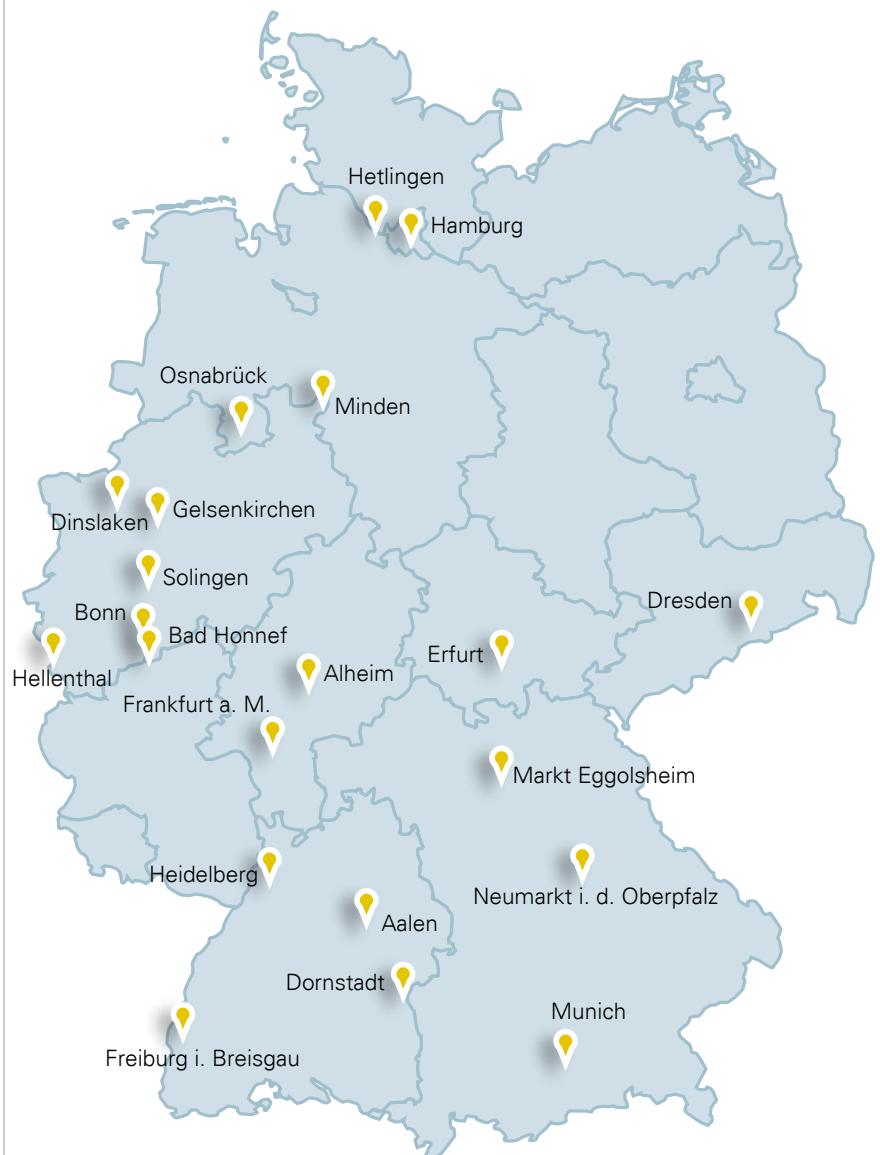 Hetlingen
Hamburg
Osnabrück
Minden
Gelsenkirchen
Dinslaken
Solingen
Dresden
Bonn
Bad Honnef
Erfurt
Alheim
Hellenthal
Frankfurt a. M.
Markt Eggolsheim
Heidelberg
Neumarkt i. d. Oberpfalz
Aalen
Dornstadt
Munich
Freiburg i. Breisgau